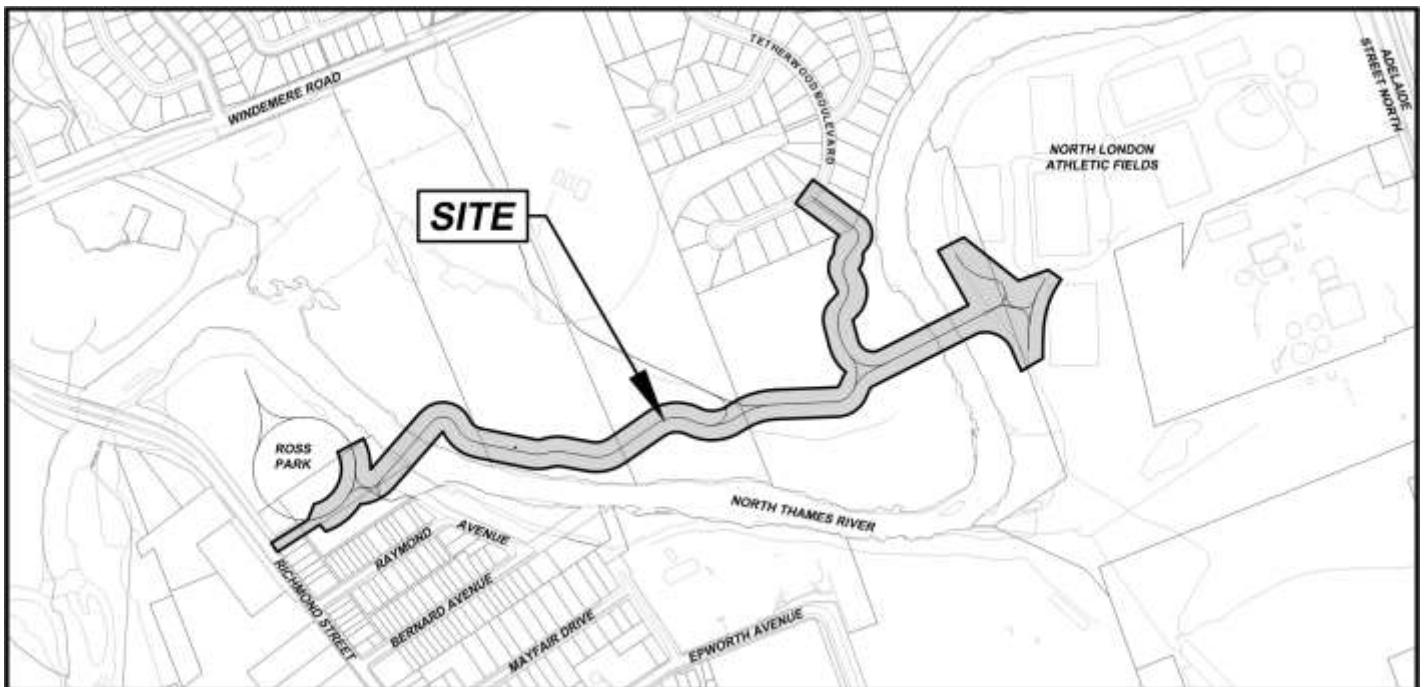 TETHERWOOD BOULEVARD
ADELAIDE
STREET NORTH
WINDEMERE ROAD
NORTH LONDON
ATHLETIC FIELDS
SITE
ROSS
PARK
NORTH THAMES RIVER
RAYMOND
AVENUE
RICHMOND STREET
BERNARD AVENUE
MAYFAIR DRIVE
EPWORTH AVENUE